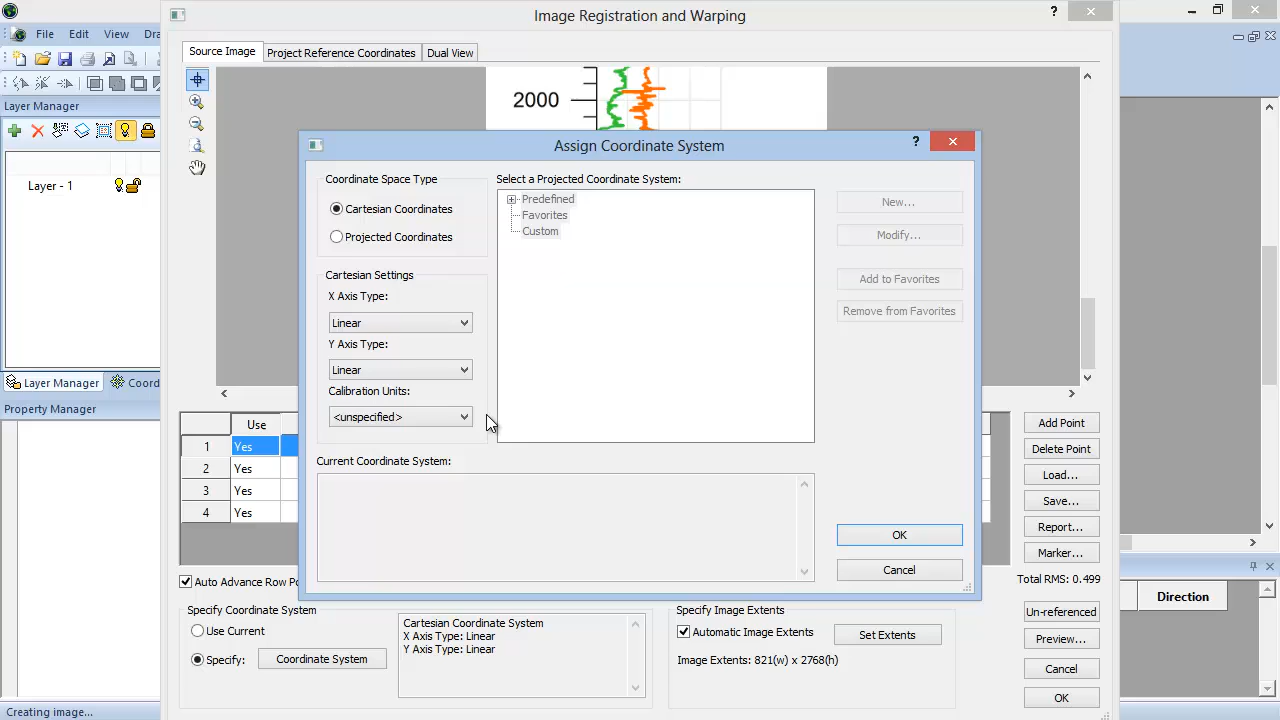 Image Registration and Warping
?
File Edit View Dra
Source Image Project Reference Coordinates Dual View
2000
Layer Manager
Layer - 1
Layer Manager Coord
Property Manager
Assign Coordinate System
?
Coordinate Space Type
Cartesian Coordinates
Projected Coordinates
Cartesian Settings
X Axis Type:
Linear
Y Axis Type:
Linear
Calibration Units:
<unspecified>
Select a Projected Coordinate System:
Predefined
Favorites
Custom
New...
Modify...
Add to Favorites
Remove from Favorites
Current Coordinate System:
OK
Cancel
Use
1 Yes
2 Yes
3 Yes
4 Yes
Add Point
Delete Point
Load...
Save...
Report...
Marker...
Total RMS: 0.499
Un-referenced
Preview...
Cancel
OK
Direction
Auto Advance Row Po
Specify Coordinate System
Use Current
Specify: Coordinate System
Cartesian Coordinate System
X Axis Type: Linear
Y Axis Type: Linear
Specify Image Extents
Automatic Image Extents Set Extents
Image Extents: 821(w) x 2768(h)
Creating image...